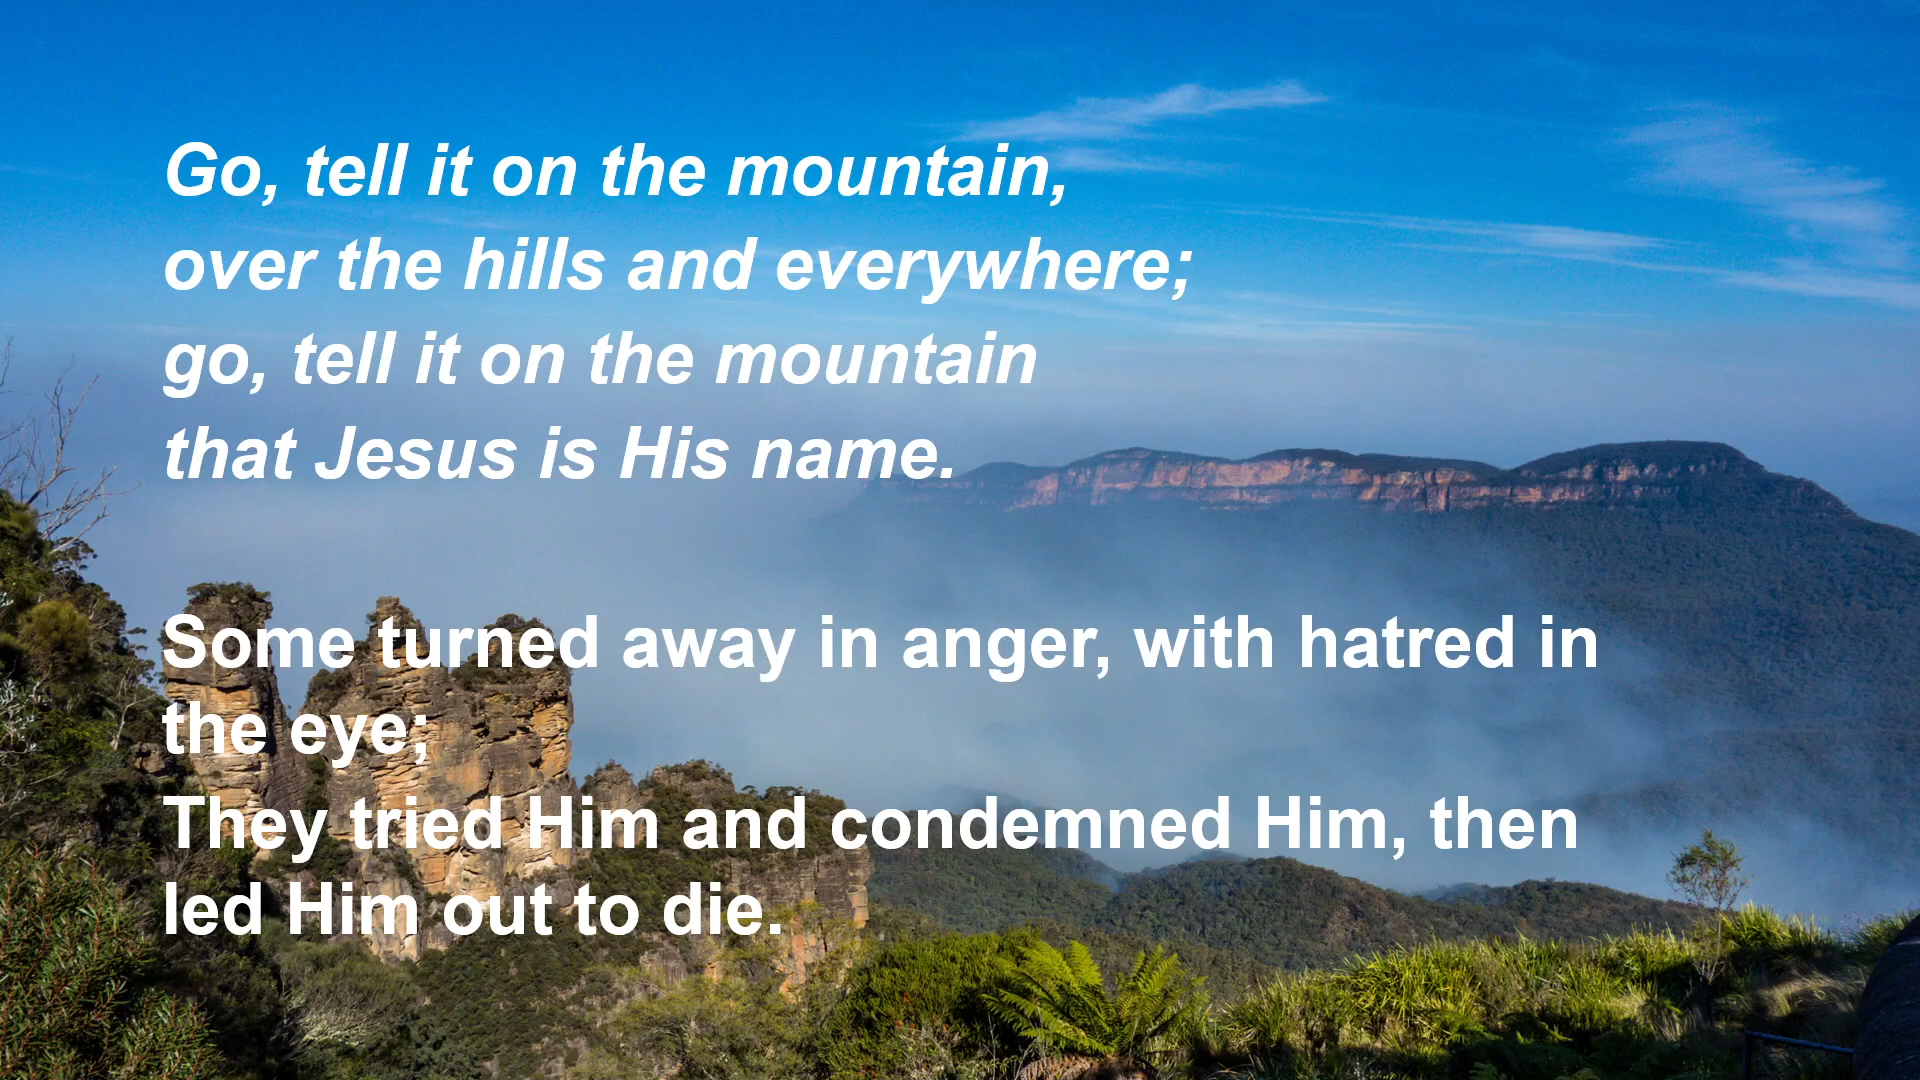 Go, tell it on the mountain,
over the hills and everywhere;
go, tell it on the mountain
that Jesus is His name.
Some turned away in anger, with hatred in
the eye;
They tried Him and condemned Him, then
led Him out to die.